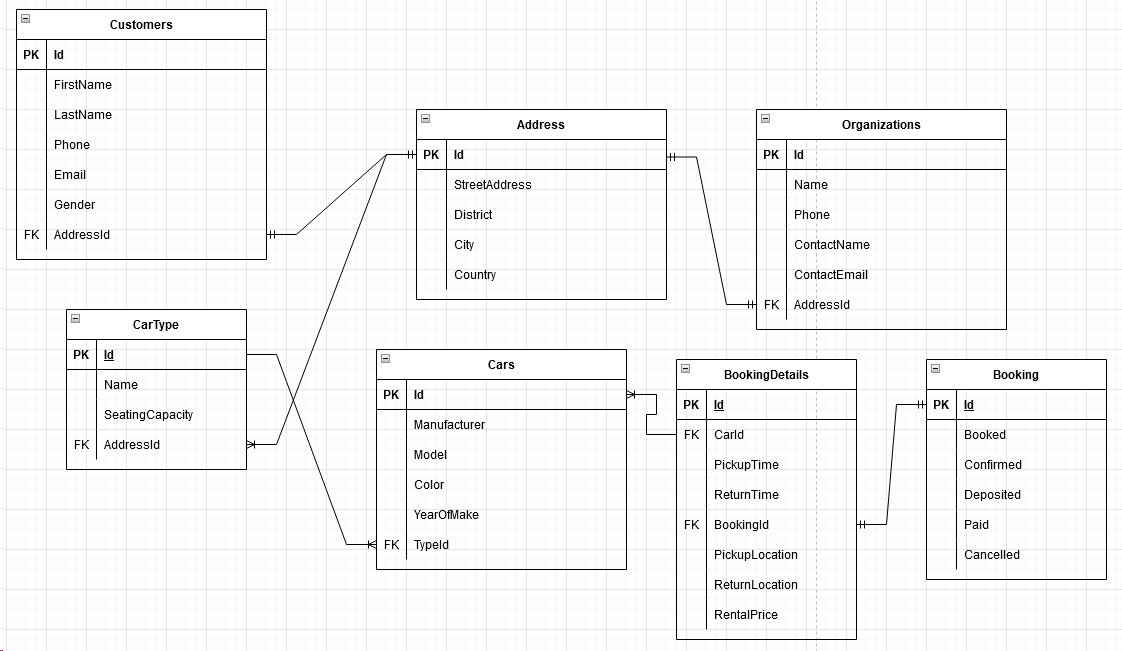 Customers
PK Id
FirstName
LastName
Phone
Email
Gender
FK AddressId
Address
PK Id
StreetAddress
District
City
Country
Organizations
PK Id
Name
Phone
ContactName
ContactEmail
FK AddressId
CarType
PK Id
Name
SeatingCapacity
FK AddressId
Cars
PK Id
Manufacturer
Model
Color
YearOfMake
FK TypeId
BookingDetails
PK Id
FK CarId
PickupTime
ReturnTime
FK BookingId
PickupLocation
ReturnLocation
RentalPrice
Booking
PK Id
Booked
Confirmed
Deposited
Paid
Cancelled